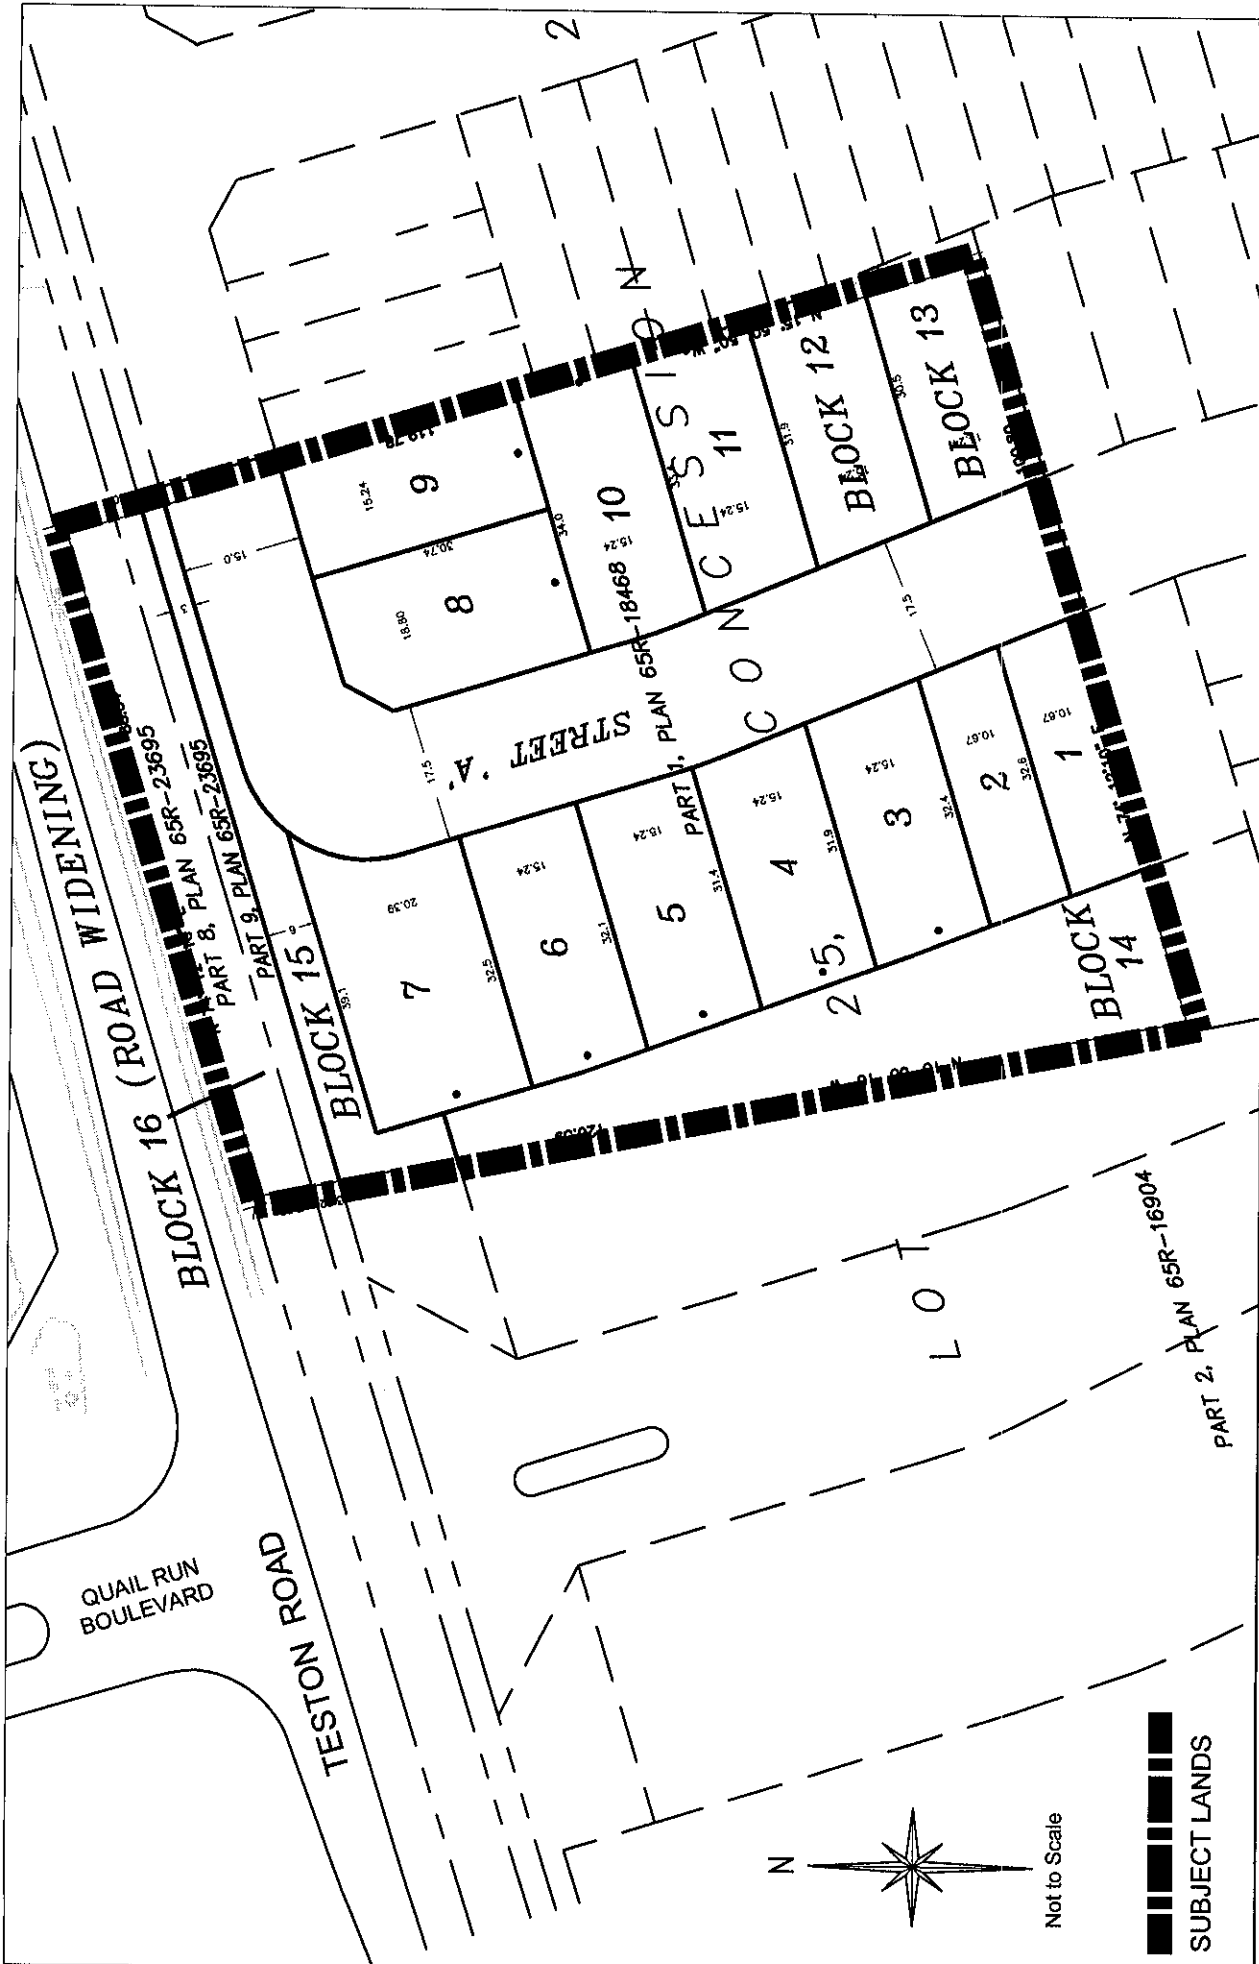 BLOCK 16 (ROAD WIDENING)
TESTON ROAD
QUAIL RUN
BOULEVARD
PART 8, PLAN 65R-23695
PART 9, PLAN 65R-23695
BLOCK 15
3
6
15.0
39.1
7
20.39
32.5
6
15.24
32.1
5
15.24
31.4
4
15.24
31.9
3
15.24
32.4
2
10.67
32.6
1
10.67
BLOCK
14
STREET 'A'
17.5
17.5
8
18.80
30.74
9
15.24
34.0
10
15.24
11
15.24
31.9
BLOCK 12
30.5
BLOCK 13
PART 1, PLAN 65R-18468
LOT 25, CONCESSION 2
PART 2, PLAN 65R-16904
N
Not to Scale
SUBJECT LANDS